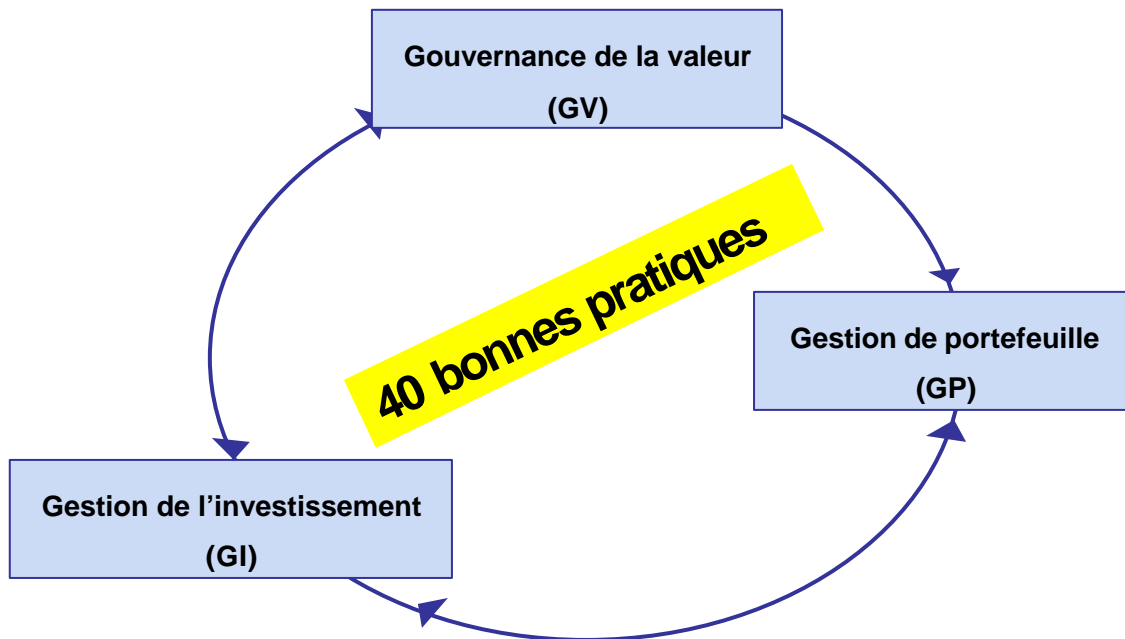 Gouvernance de la valeur
(GV)
40 bonnes pratiques
Gestion de portefeuille
(GP)
Gestion de l’investissement
(GI)